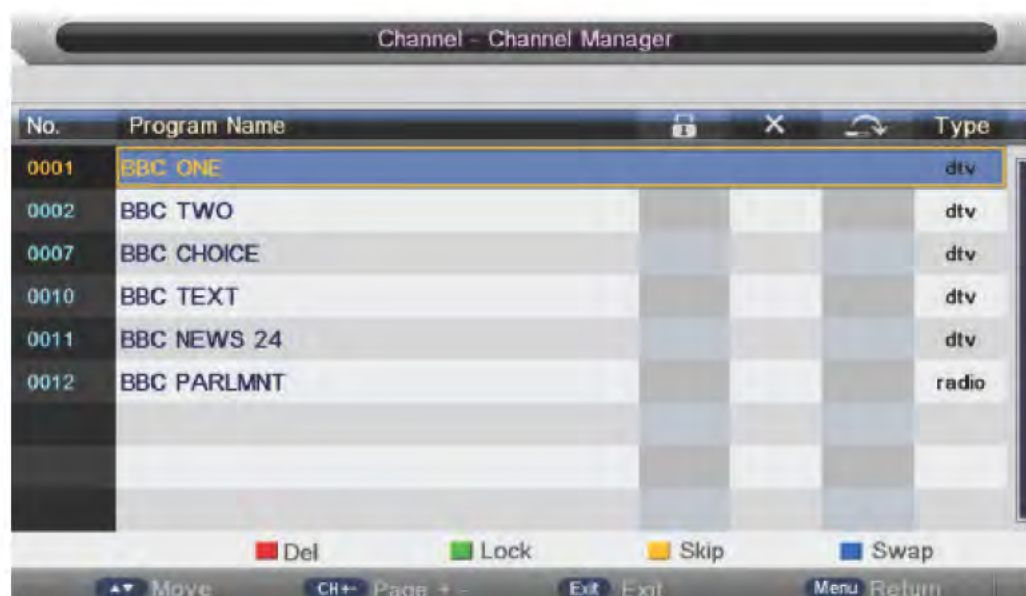 Channel - Channel Manager
No. Program Name Type
0001 BBC ONE dtv
0002 BBC TWO dtv
0007 BBC CHOICE dtv
0010 BBC TEXT dtv
0011 BBC NEWS 24 dtv
0012 BBC PARLMNT radio
Del Lock Skip Swap
Move CH+- Page + - Exit Exit Menu Return